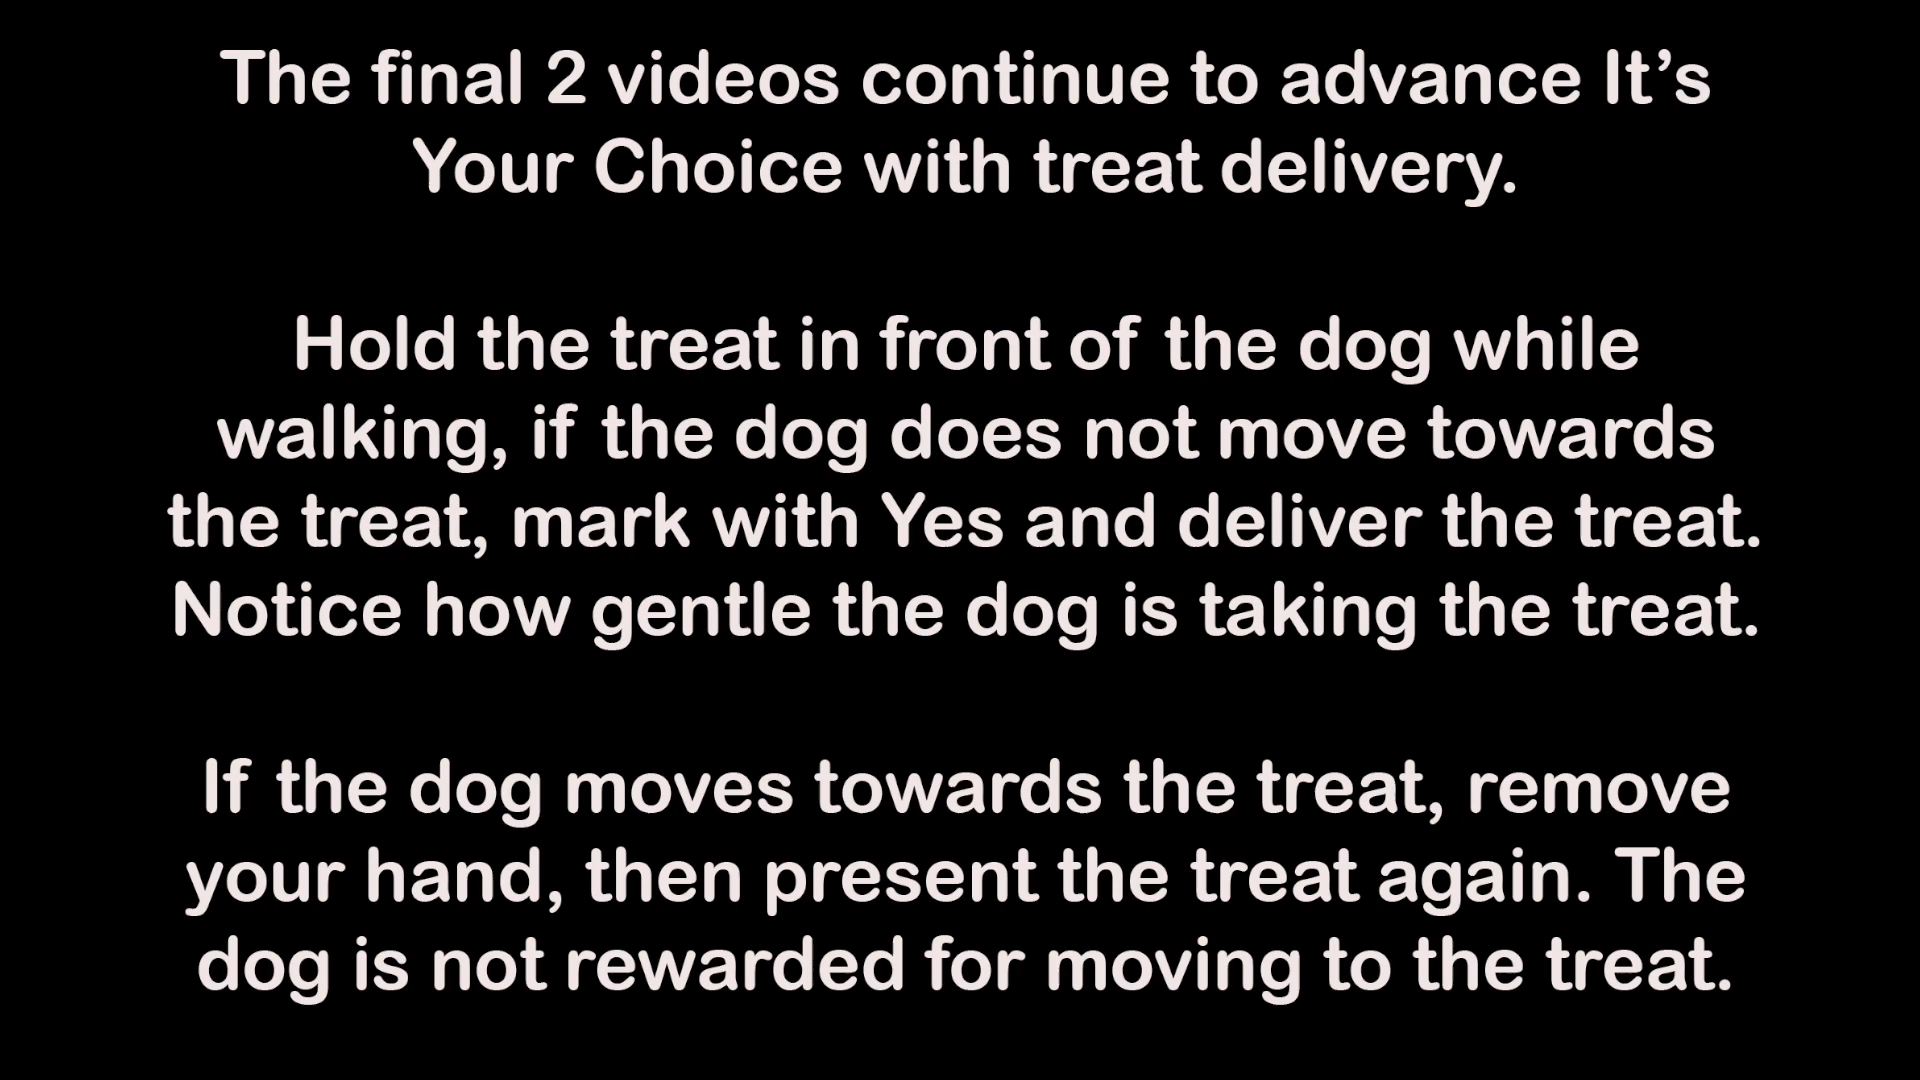 The final 2 videos continue to advance It’s
Your Choice with treat delivery.
Hold the treat in front of the dog while
walking, if the dog does not move towards
the treat, mark with Yes and deliver the treat.
Notice how gentle the dog is taking the treat.
If the dog moves towards the treat, remove
your hand, then present the treat again. The
dog is not rewarded for moving to the treat.